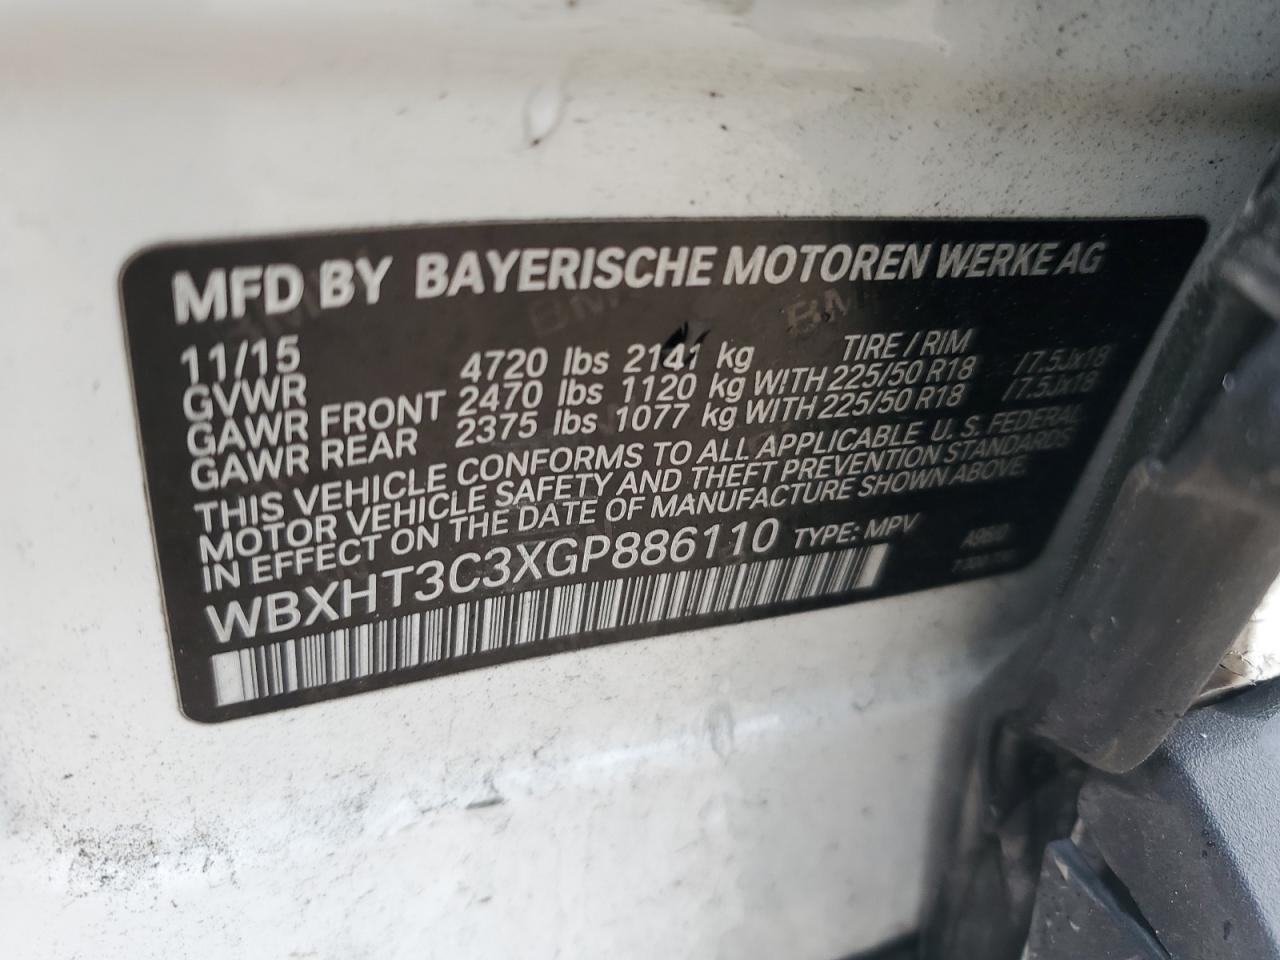 MFD BY BAYERISCHE MOTOREN WERKE AG
11/15 TIRE / RIM
GVWR 4720 lbs 2141 kg
GAWR FRONT 2470 lbs 1120 kg WITH 225/50 R18 /7.5Jx18
GAWR REAR 2375 lbs 1077 kg WITH 225/50 R18 /7.5Jx18
THIS VEHICLE CONFORMS TO ALL APPLICABLE U. S. FEDERAL
MOTOR VEHICLE SAFETY AND THEFT PREVENTION STANDARDS
IN EFFECT ON THE DATE OF MANUFACTURE SHOWN ABOVE.
WBXHT3C3XGP886110 TYPE: MPV